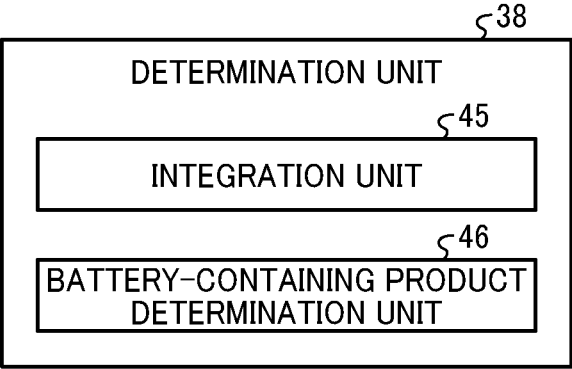 38
DETERMINATION UNIT
45
INTEGRATION UNIT
46
BATTERY-CONTAINING PRODUCT
DETERMINATION UNIT